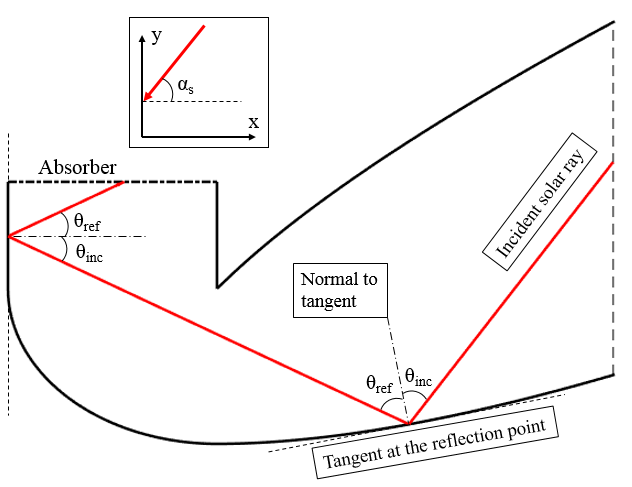 y
αs
x
Absorber
θref
θinc
Incident solar ray
Normal to
tangent
θref
θinc
Tangent at the reflection point